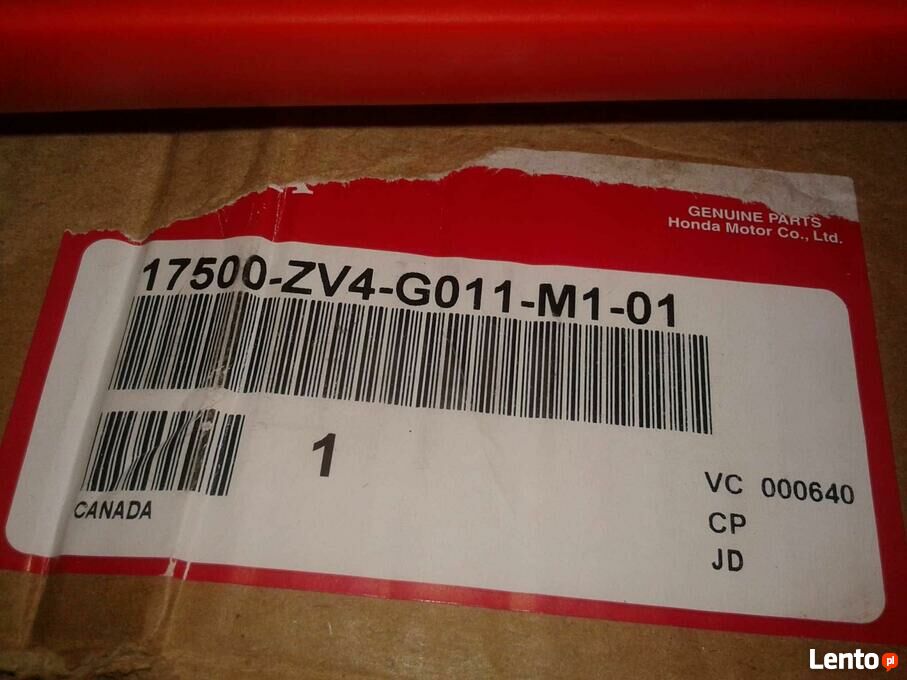 GENUINE PARTS
Honda Motor Co., Ltd.
17500-ZV4-G011-M1-01
1
CANADA
VC 000640
CP
JD
Lento pl